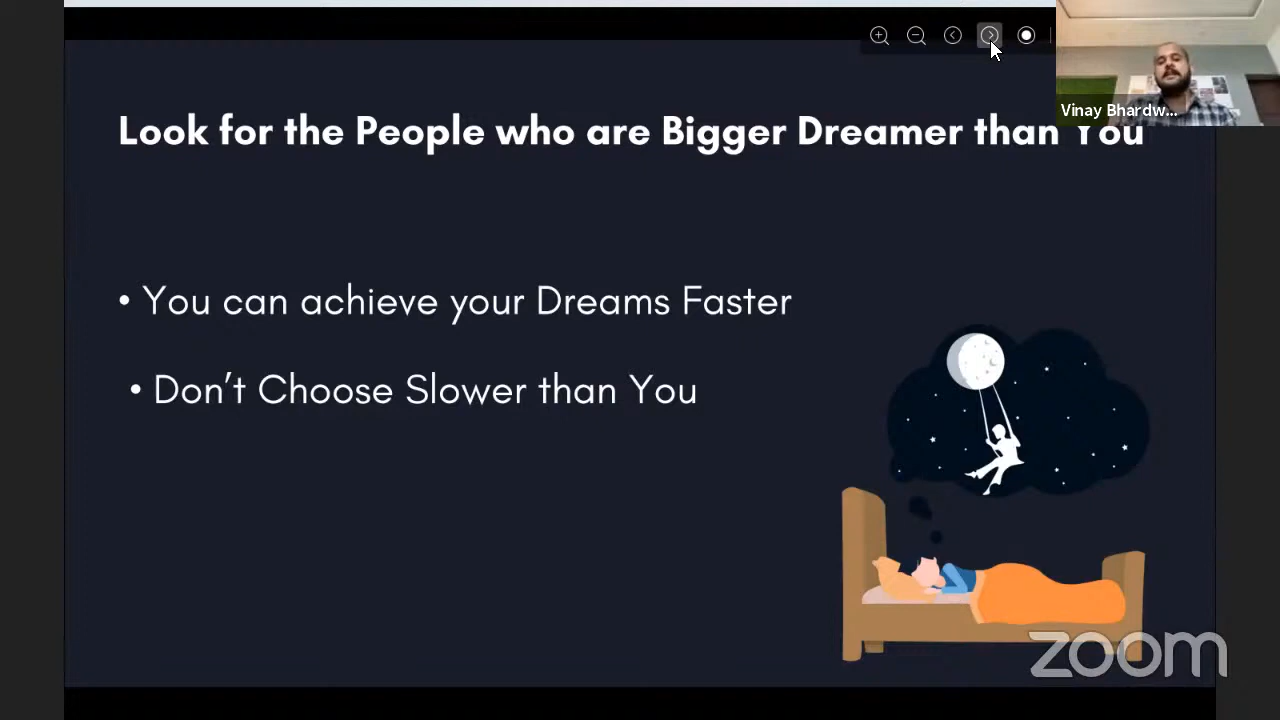 Vinay Bhardw...
Look for the People who are Bigger Dreamer than You
• You can achieve your Dreams Faster
• Don't Choose Slower than You
zoom